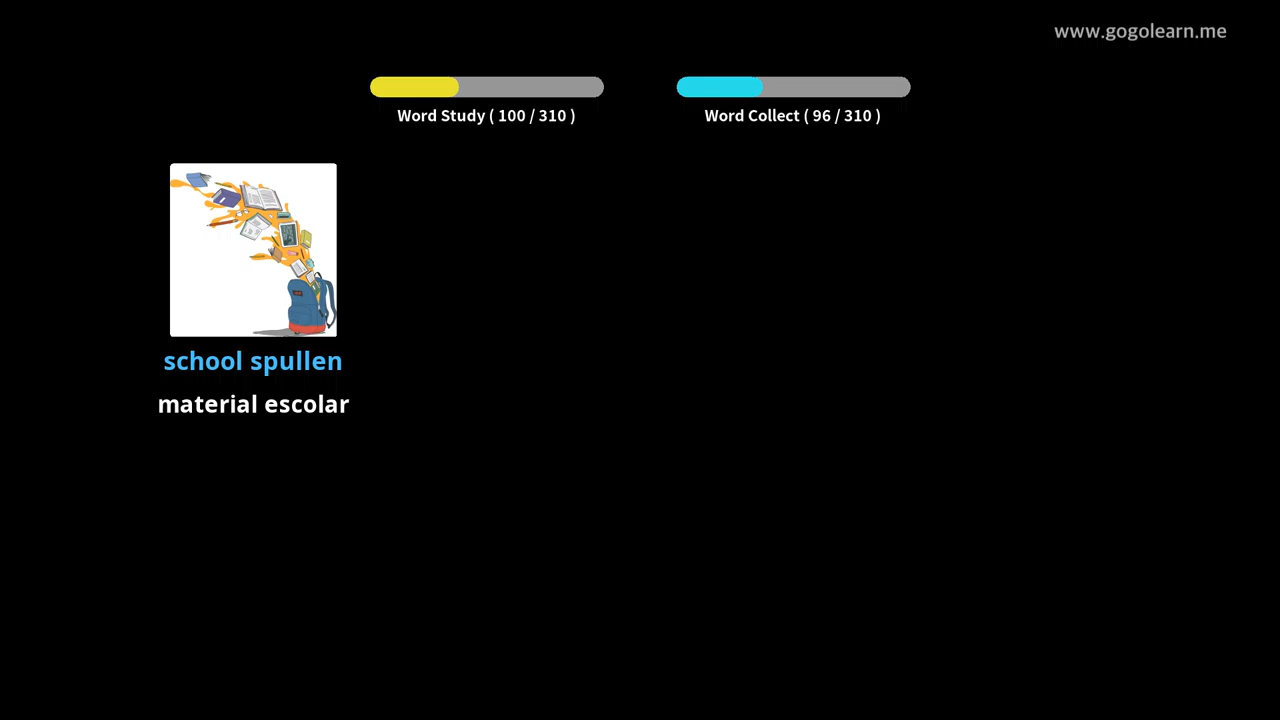 www.gogolearn.me
Word Study ( 100 / 310 )
Word Collect ( 96 / 310 )
school spullen
material escolar